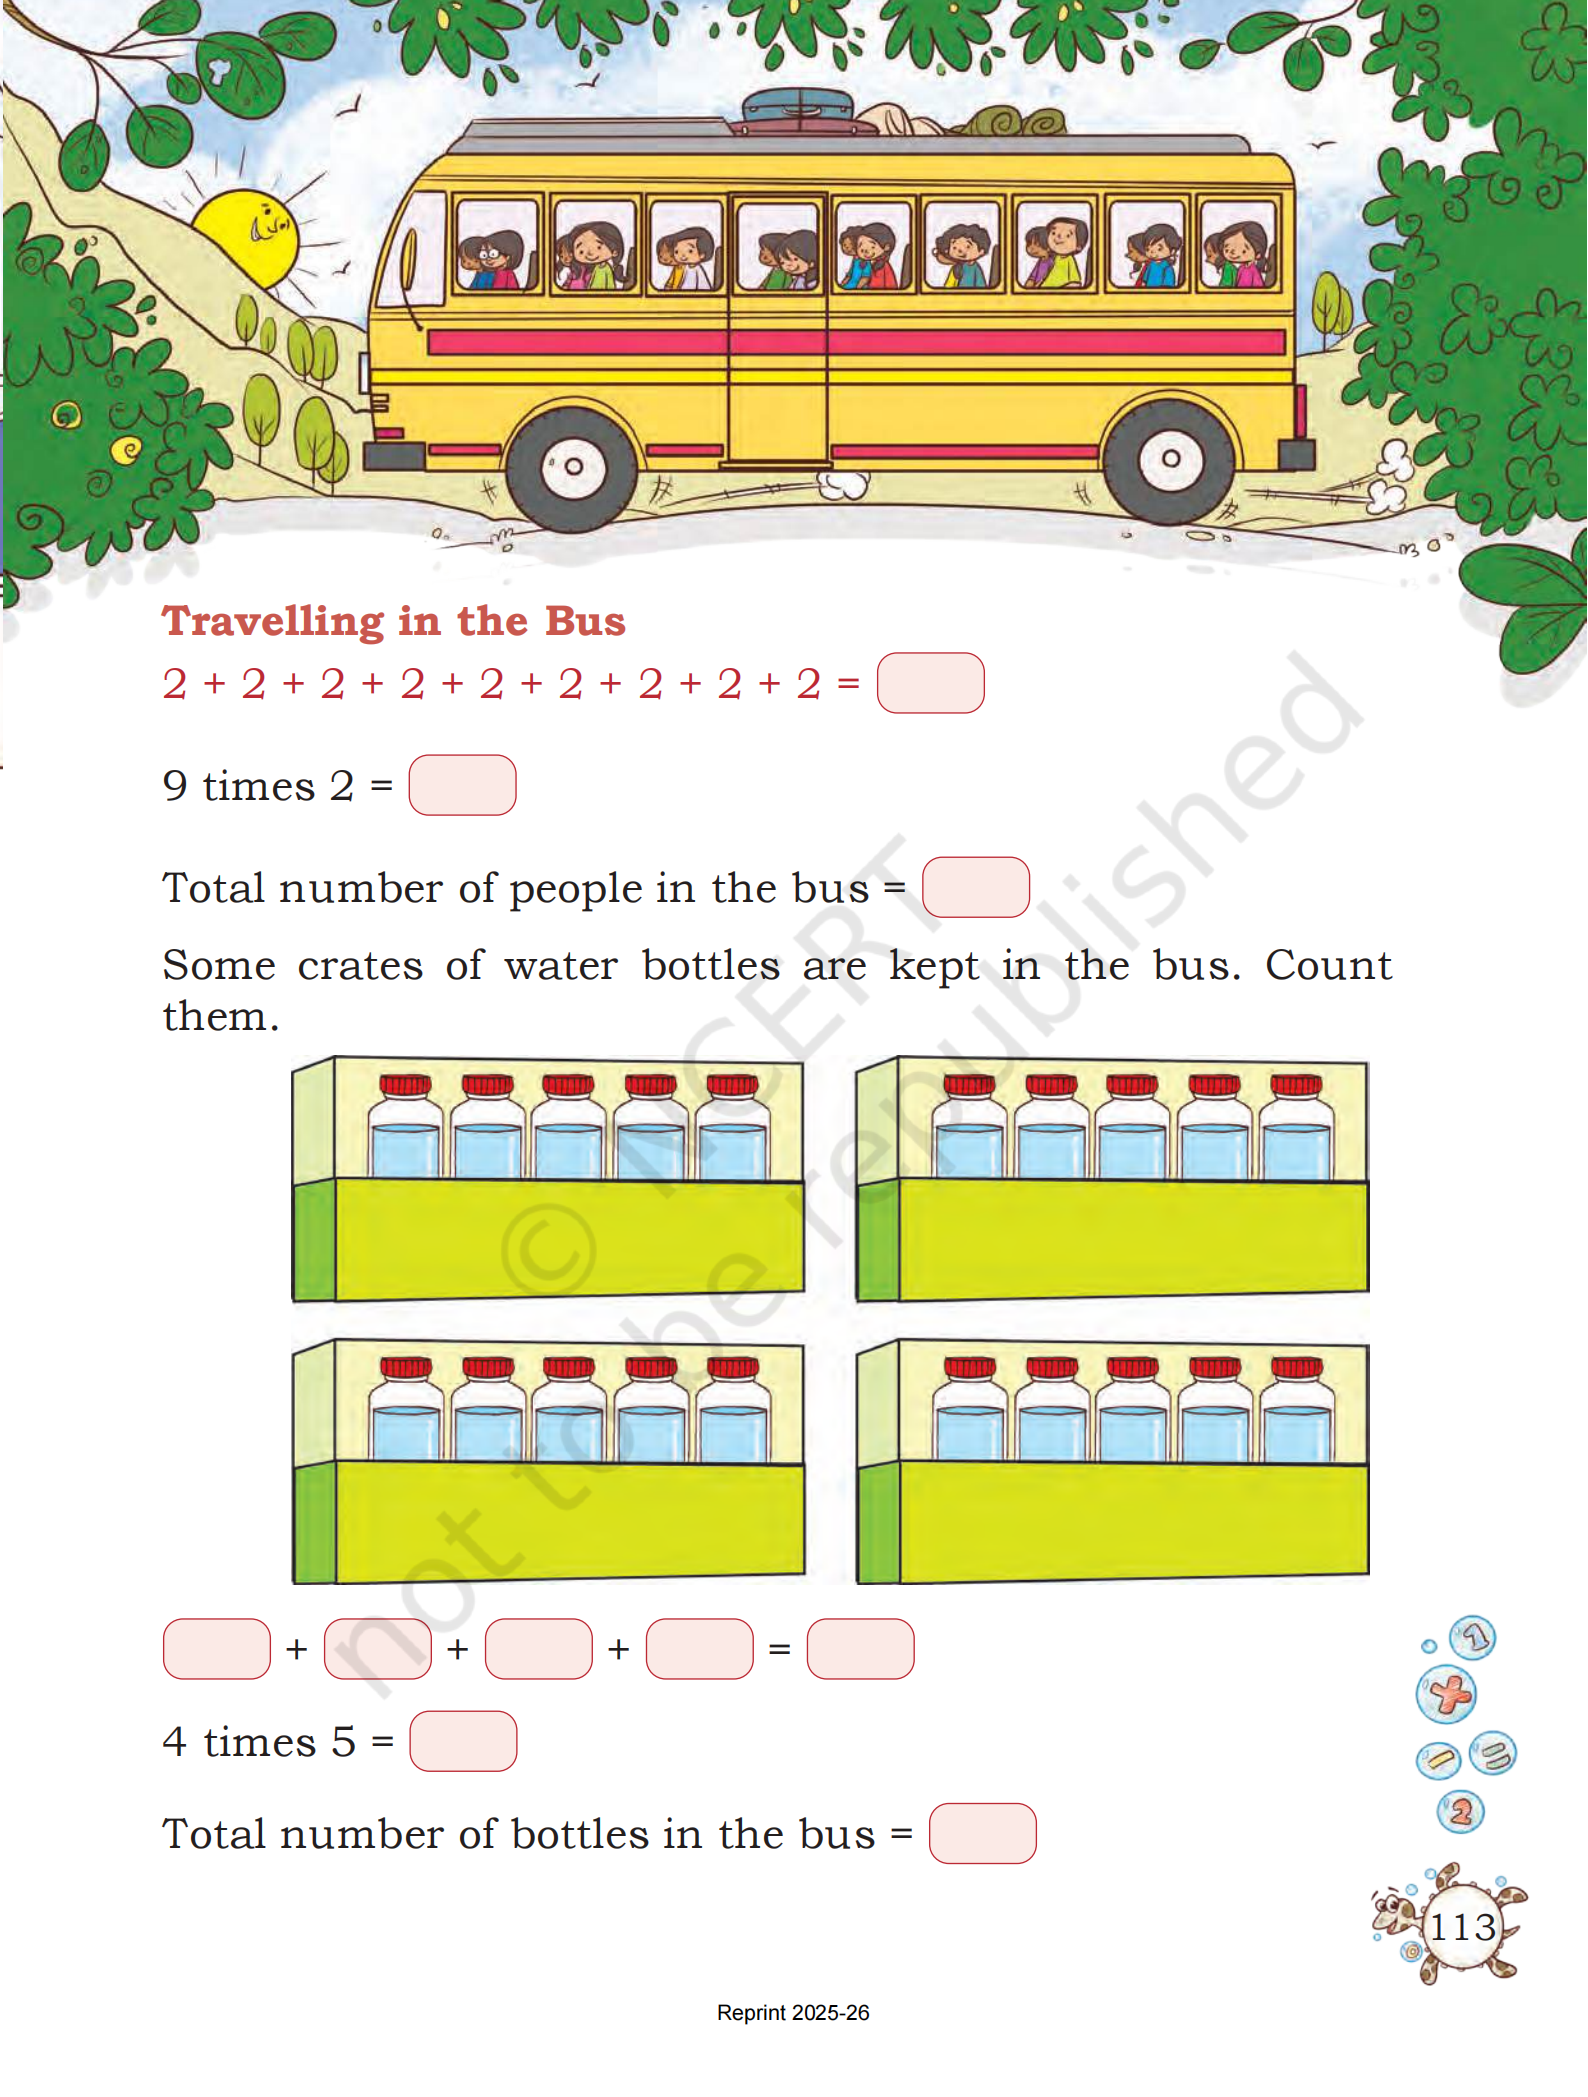 Travelling in the Bus
2 + 2 + 2 + 2 + 2 + 2 + 2 + 2 + 2 =
9 times 2 =
Total number of people in the bus =
Some crates of water bottles are kept in the bus. Count
them.
+ + + =
4 times 5 =
Total number of bottles in the bus =
© NCERT
not to be republished
1
+
-
=
2
113
Reprint 2025-26